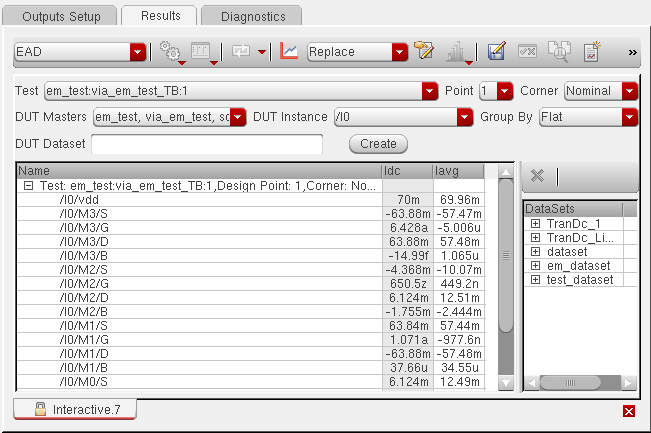 Outputs Setup Results Diagnostics
EAD Replace »
Test em_test:via_em_test_TB:1 Point 1 Corner Nominal
DUT Masters em_test, via_em_test, sc DUT Instance /I0 Group By Flat
DUT Dataset Create
Name Idc Iavg
Test: em_test:via_em_test_TB:1,Design Point: 1,Corner: No...
/I0/vdd 70m 69.96m
/I0/M3/S -63.88m -57.47m
/I0/M3/G 6.428a -5.006u
/I0/M3/D 63.88m 57.48m
/I0/M3/B -14.99f 1.065u
/I0/M2/S -4.368m -10.07m
/I0/M2/G 650.5z 449.2n
/I0/M2/D 6.124m 12.51m
/I0/M2/B -1.755m -2.444m
/I0/M1/S 63.84m 57.44m
/I0/M1/G 1.071a -977.6n
/I0/M1/D -63.88m -57.48m
/I0/M1/B 37.66u 34.55u
/I0/M0/S 6.124m 12.49m
DataSets
TranDc_1
TranDc_Li...
dataset
em_dataset
test_dataset
Interactive.7